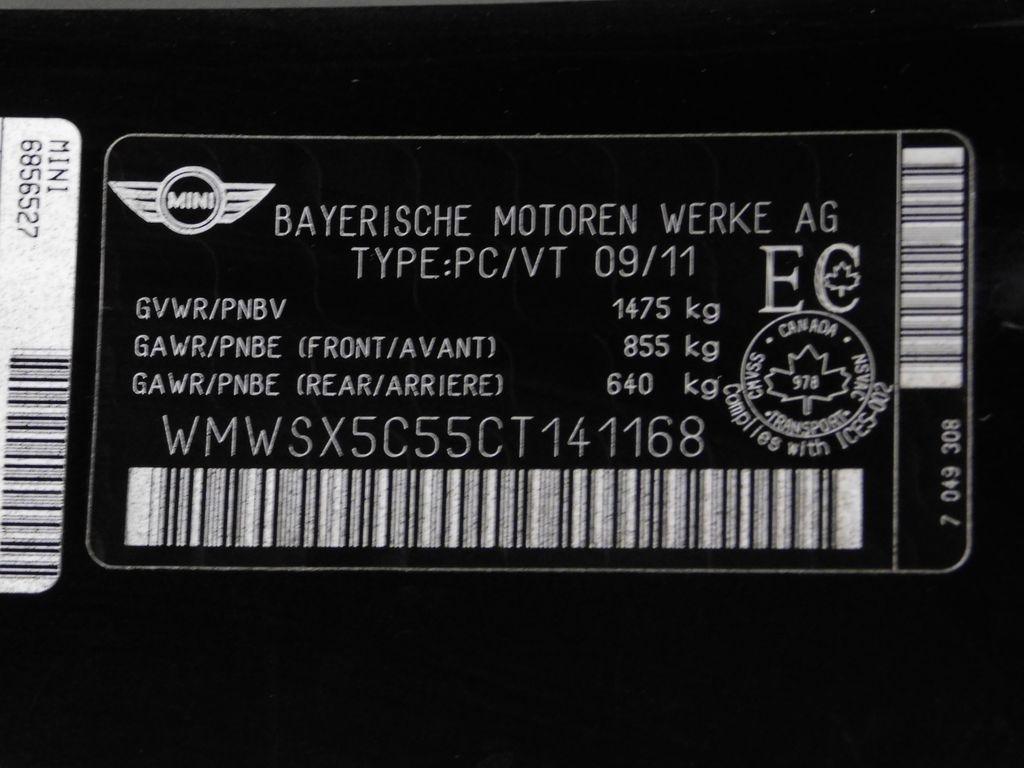 MINI
6856527
MINI
BAYERISCHE MOTOREN WERKE AG
TYPE:PC/VT 09/11
EC
GVWR/PNBV 1475 kg
GAWR/PNBE (FRONT/AVANT) 855 kg
GAWR/PNBE (REAR/ARRIERE) 640 kg
WMWSX5C55CT141168
· CANADA ·
CMVSS
NSVAC
978
·TRANSPORT·
Complies with ICES-002
7 049 308